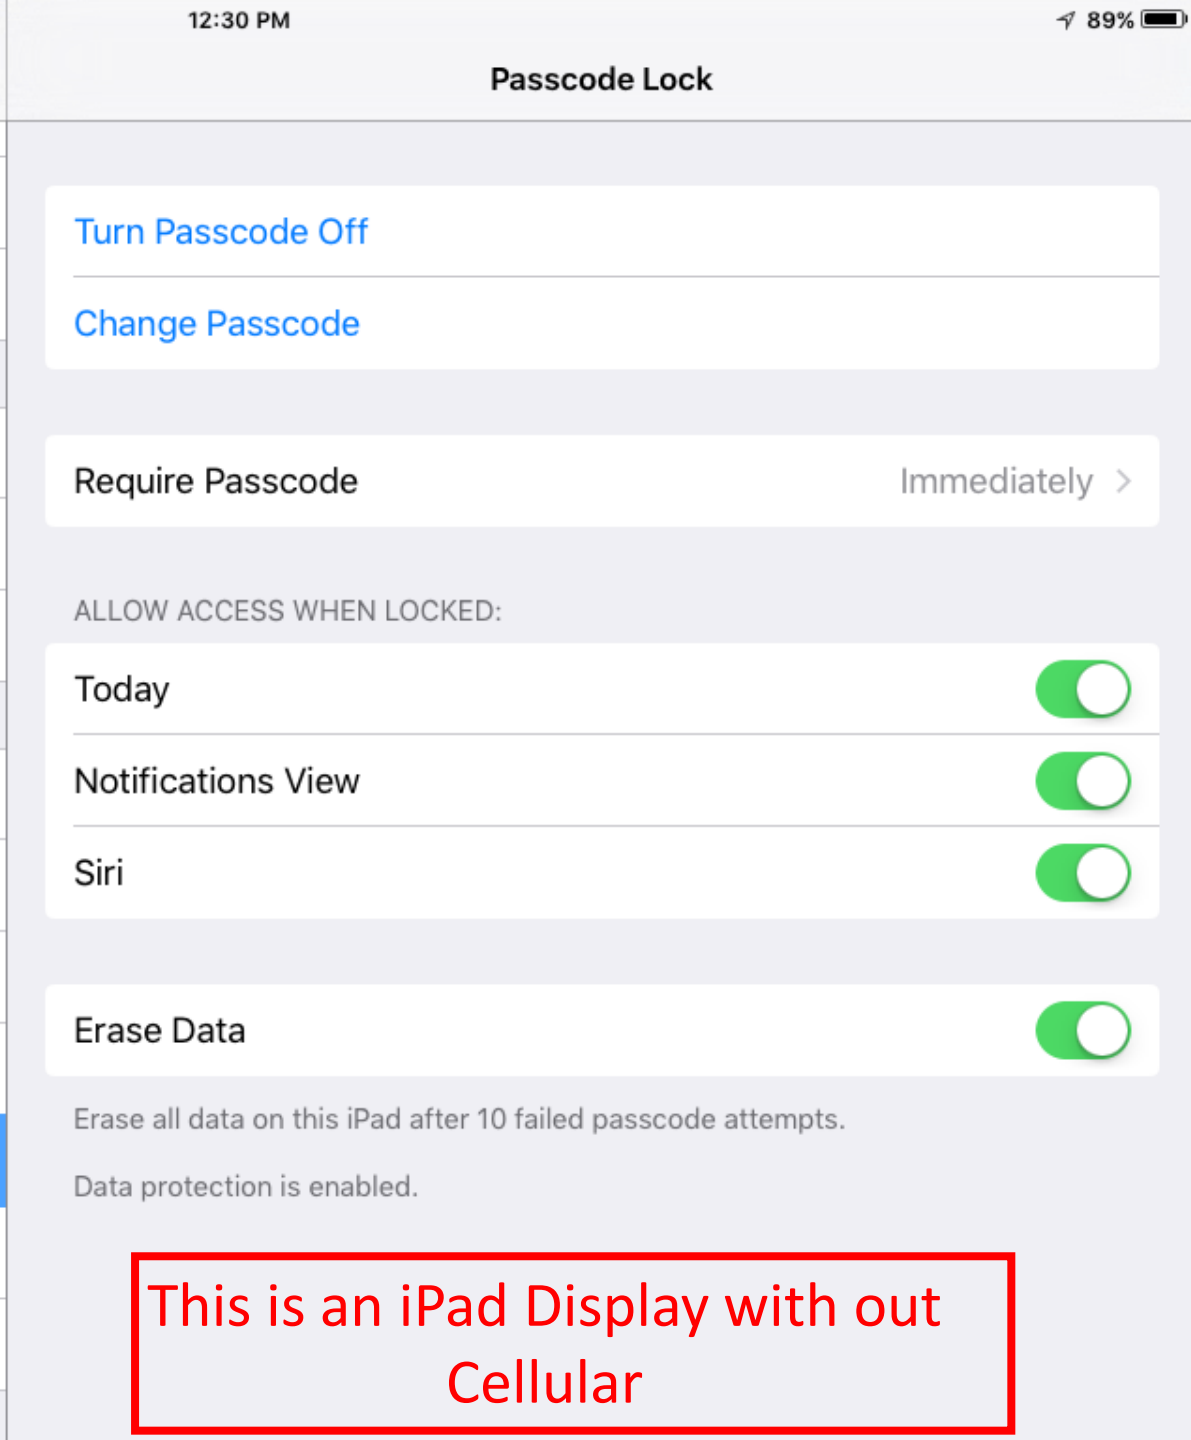 12:30 PM 89%
Passcode Lock
Turn Passcode Off
Change Passcode
Require Passcode Immediately
ALLOW ACCESS WHEN LOCKED:
Today
Notifications View
Siri
Erase Data
Erase all data on this iPad after 10 failed passcode attempts.
Data protection is enabled.
This is an iPad Display with out
Cellular